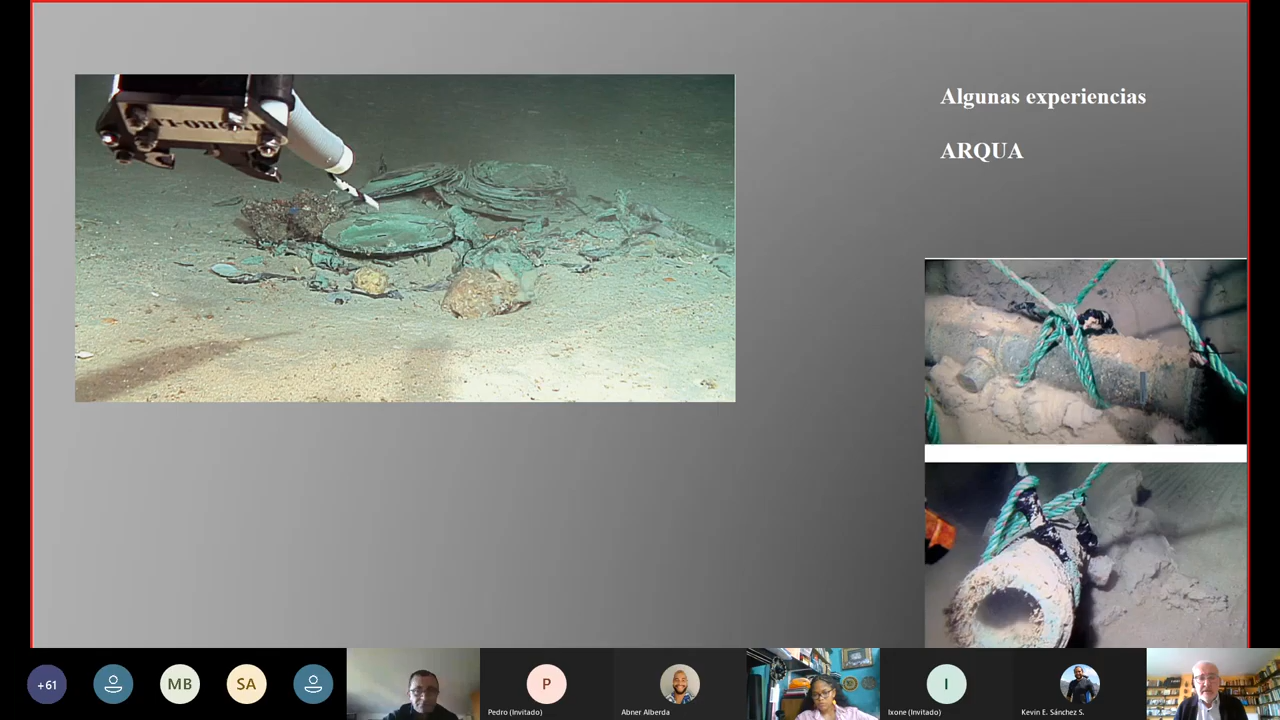 Algunas experiencias
ARQUA
+61
MB
SA
P
Pedro (Invitado)
Abner Alberda
I
Ixone (Invitado)
Kevin E. Sánchez S.